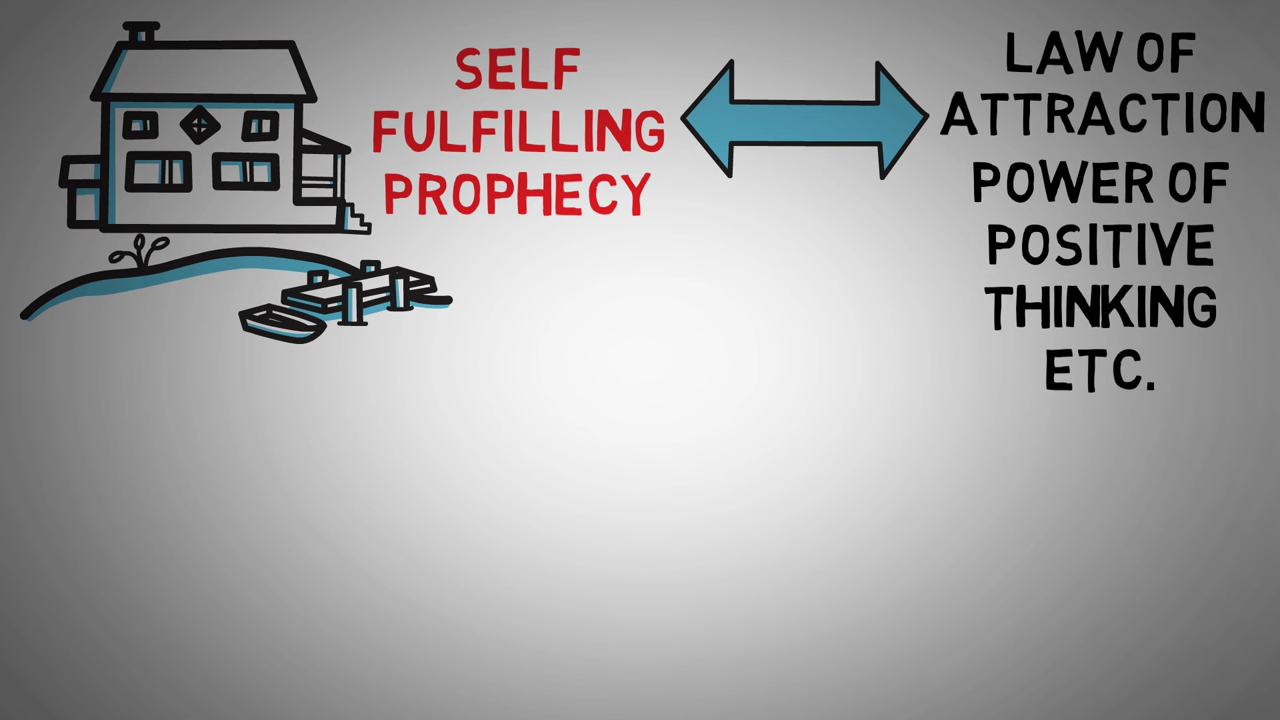 SELF
FULFILLING
PROPHECY
LAW OF
ATTRACTION
POWER OF
POSITIVE
THINKING
ETC.